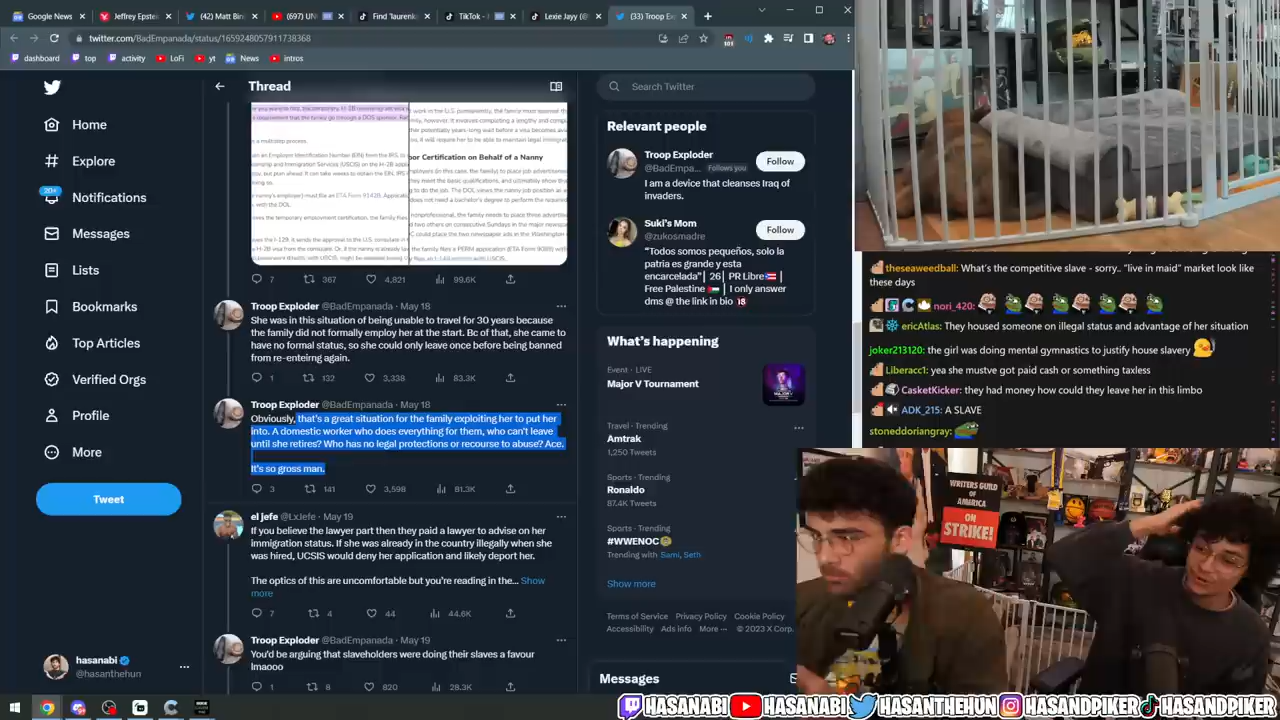 Google News
Jeffrey Epste
(42) Matt Bin
(697) UN
Find 'lauren
TikTok -
Lexie Jayy (@
(33) Troop Ex
twitter.com/BadEmpanada/status/1659248057911738368
dashboard
top
activity
LoFi
yt
News
intros
Thread
Home
Explore
20+
Notifications
Messages
Lists
Bookmarks
Top Articles
Verified Orgs
Profile
More
Tweet
hasanabi
@hasanthehun
or Certification on Behalf of a Nanny
7 367 4,821 99.6K
Troop Exploder @BadEmpanada · May 18
She was in this situation of being unable to travel for 30 years because
the family did not formally employ her at the start. Bc of that, she came to
have no formal status, so she could only leave once before being banned
from re-enteirng again.
1 132 3,338 83.3K
Troop Exploder @BadEmpanada · May 18
Obviously, that's a great situation for the family exploiting her to put her
into. A domestic worker who does everything for them, who can't leave
until she retires? Who has no legal protections or recourse to abuse? Ace.
It's so gross man.
3 141 3,598 81.3K
el jefe @LxJefe · May 19
If you believe the lawyer part then they paid a lawyer to advise on her
immigration status. If she was already in the country illegally when she
was hired, UCSIS would deny her application and likely deport her.
The optics of this are uncomfortable but you're reading in the... Show
more
7 4 44 44.6K
Troop Exploder @BadEmpanada · May 19
You'd be arguing that slaveholders were doing their slaves a favour
lmaooo
1 8 820 28.3K
Search Twitter
Relevant people
Troop Explo
@BadEmpa... Follows you
Follow
I am a device that cleanses lot of
invaders.
Suki's Mom
@zukosmadre
Follow
"Todos somos yeseños, solo la
patria es grande y esta
encarcelada"| 26| PR Libre
Free Palestine | I only answer
dms @ the link in bio
What's happening
Event · LIVE
Major V Tournament
Travel · Trending
Amtrak
1,250 Tweets
Sports · Trending
Ronaldo
87.4K Tweets
Sports · Trending
#WWENOC
Trending with Sami, Seth
Show more
Terms of Service Privacy Policy Cookie Policy
Accessibility Ads info More ··· © 2023 X Corp.
Messages
theseaweedball: What's the competitive slave - sorry.. "live in maid" market look like
these days
nori_420:
ericAtlas: They housed someone on illegal status and advantage of her situation
joker213120: the girl was doing mental gymnastics to justify house slavery
Liberacc1: yea she mustve got paid cash or something taxless
CasketKicker: they had money how could they leave her in this limbo
ADK_215: A SLAVE
stoneddoriangray:
WRITERS GUILD
OF
AMERICA
ON
STRIKE!
HASANABI HASANABI HASANTHEHUN HASANDPIKER HASANDPIKER